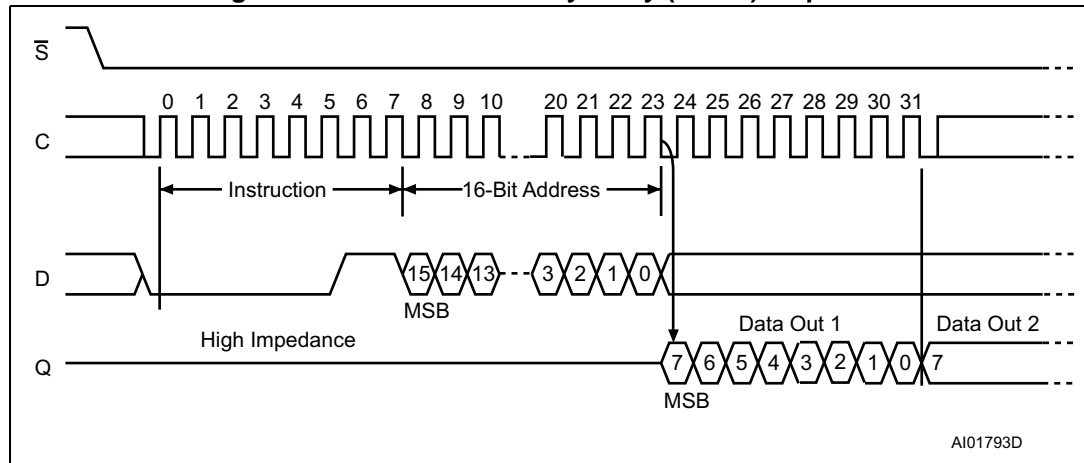 S
0 1 2 3 4 5 6 7 8 9 10 20 21 22 23 24 25 26 27 28 29 30 31
C
Instruction 16-Bit Address
D 15 14 13 3 2 1 0
MSB
High Impedance Data Out 1 Data Out 2
Q 7 6 5 4 3 2 1 0 7
MSB
AI01793D